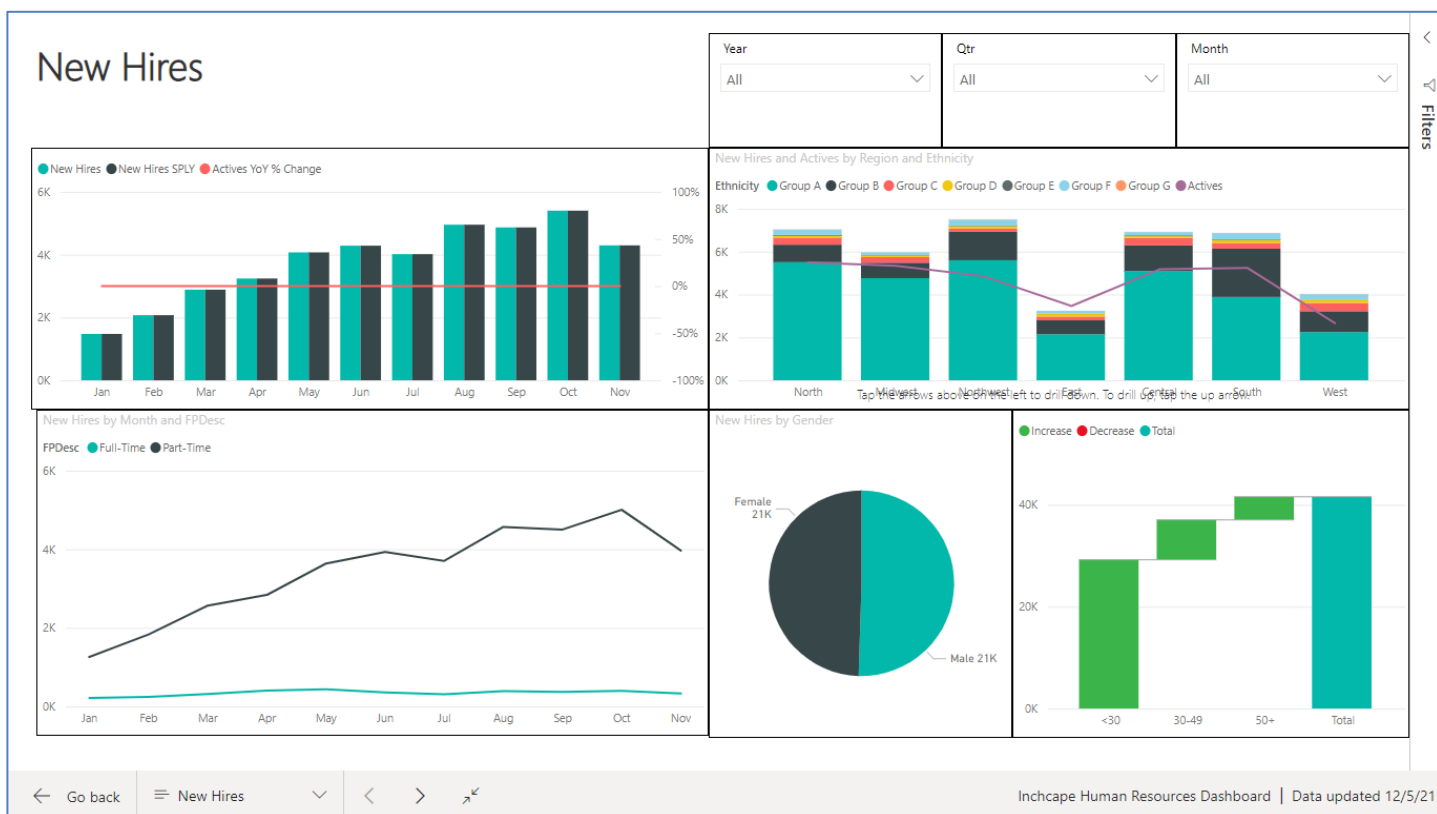 New Hires
Year
All
Qtr
All
Month
All
Filters
New Hires New Hires SPLY Actives YoY % Change
6K
4K
2K
0K
100%
50%
0%
-50%
-100%
Jan Feb Mar Apr May Jun Jul Aug Sep Oct Nov
New Hires and Actives by Region and Ethnicity
Ethnicity Group A Group B Group C Group D Group E Group F Group G Actives
8K
6K
4K
2K
0K
North Midwest Northwest East Central South West
Tap the arrows above on the left to drill down. To drill up, tap the up arrow.
New Hires by Month and FPDesc
FPDesc Full-Time Part-Time
6K
4K
2K
0K
Jan Feb Mar Apr May Jun Jul Aug Sep Oct Nov
New Hires by Gender
Female
21K
Male 21K
Increase Decrease Total
40K
20K
0K
<30 30-49 50+ Total
Go back
New Hires
Inchcape Human Resources Dashboard | Data updated 12/5/21